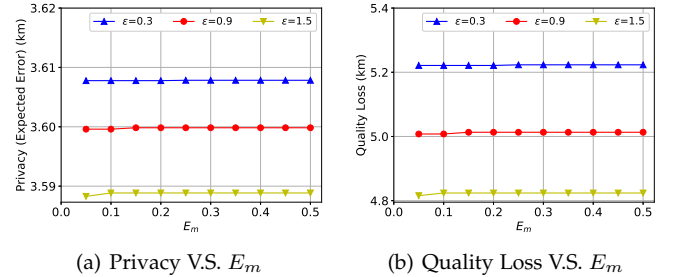 ε=0.3 ε=0.9 ε=1.5
3.62
3.61
3.60
3.59
0.0 0.1 0.2 0.3 0.4 0.5
Privacy (Expected Error) (km)
E_m
(a) Privacy V.S. E_m
ε=0.3 ε=0.9 ε=1.5
5.4
5.2
5.0
4.8
0.0 0.1 0.2 0.3 0.4 0.5
Quality Loss (km)
E_m
(b) Quality Loss V.S. E_m